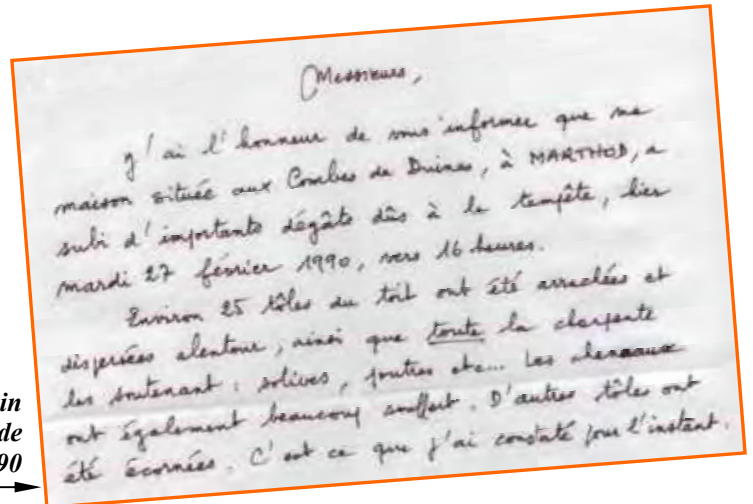 Messieurs,
J'ai l'honneur de vous informer que ma
maison située aux Combes de Duines, à MARTHOD, a
subi d'importants dégâts dûs à la tempête, hier
mardi 27 février 1990, vers 16 heures.
Environ 25 tôles du toit ont été arrachées et
dispersées alentour, ainsi que toute la charpente
les soutenant : solives, poutres etc... Les chenaux
ont également beaucoup souffert. D'autres tôles ont
été écornées. C'est ce que j'ai constaté pour l'instant.
in
de
90